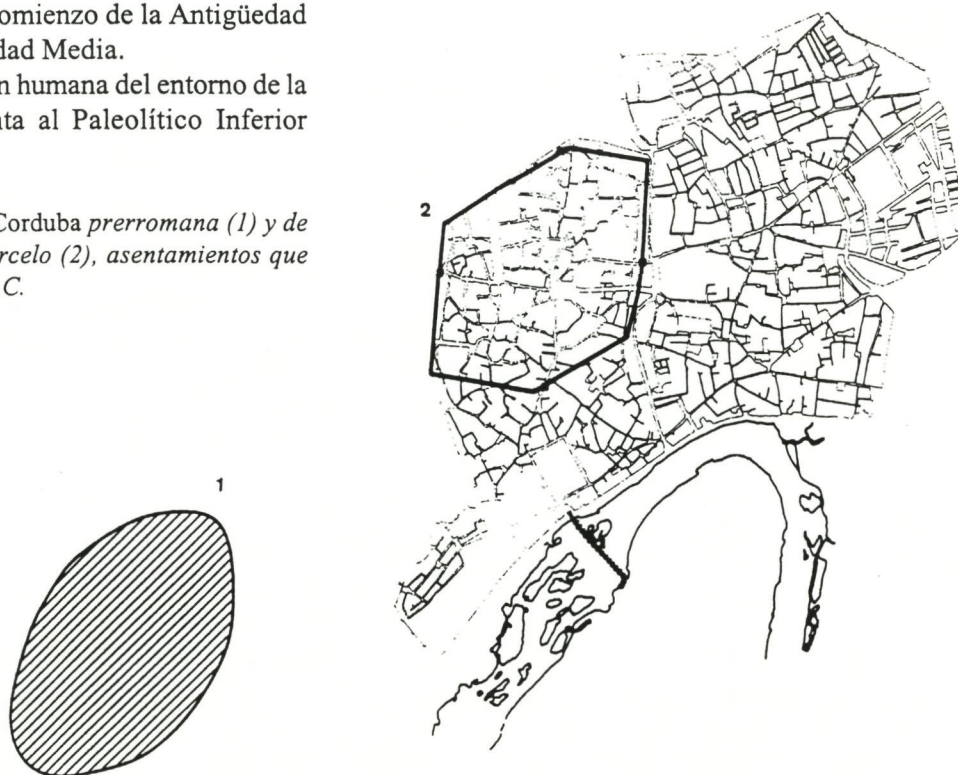 omienzo de la Antigüedad
dad Media.
n humana del entorno de la
nta al Paleolítico Inferior
Corduba prerromana (1) y de
rcelo (2), asentamientos que
C.
2
1